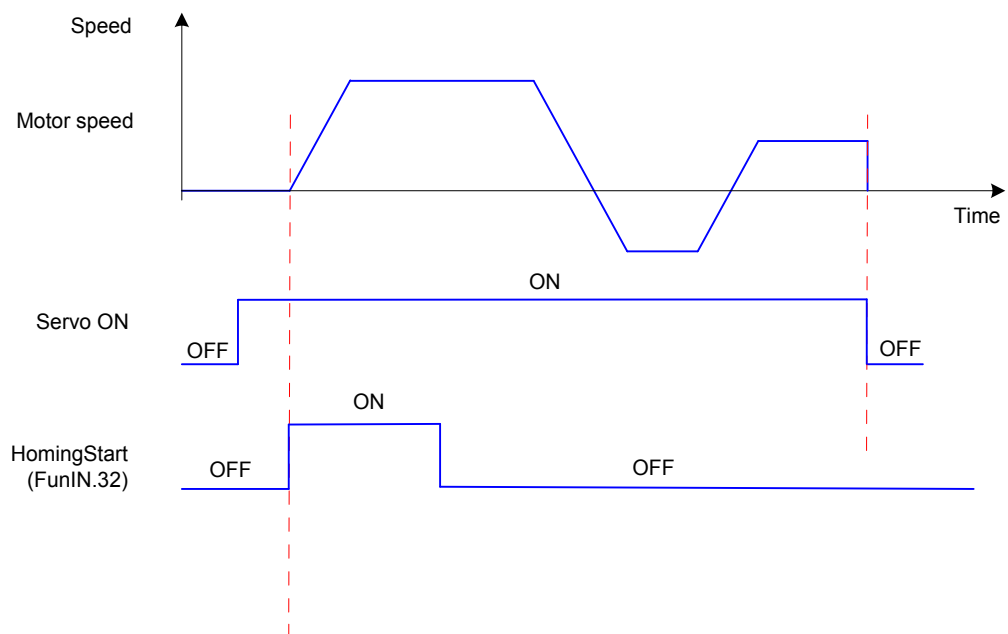 Speed
Motor speed
Time
ON
Servo ON
OFF
OFF
ON
HomingStart
(FunIN.32)
OFF
OFF